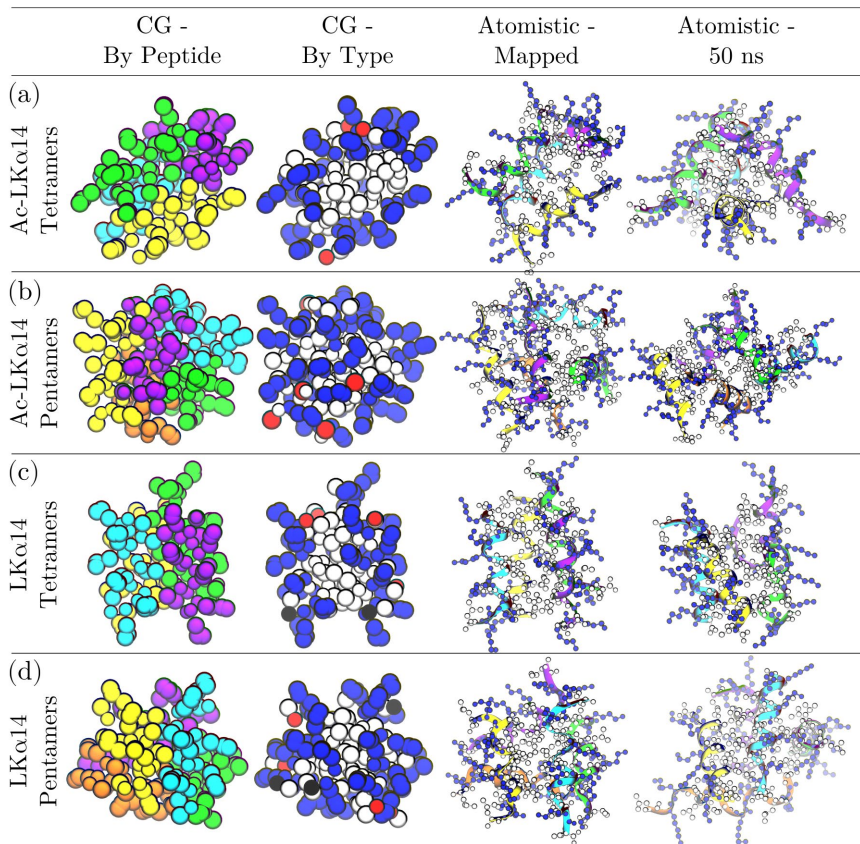 CG -
By Peptide
CG -
By Type
Atomistic -
Mapped
Atomistic -
50 ns
(a)
Ac-LKα14
Tetramers
(b)
Ac-LKα14
Pentamers
(c)
LKα14
Tetramers
(d)
LKα14
Pentamers